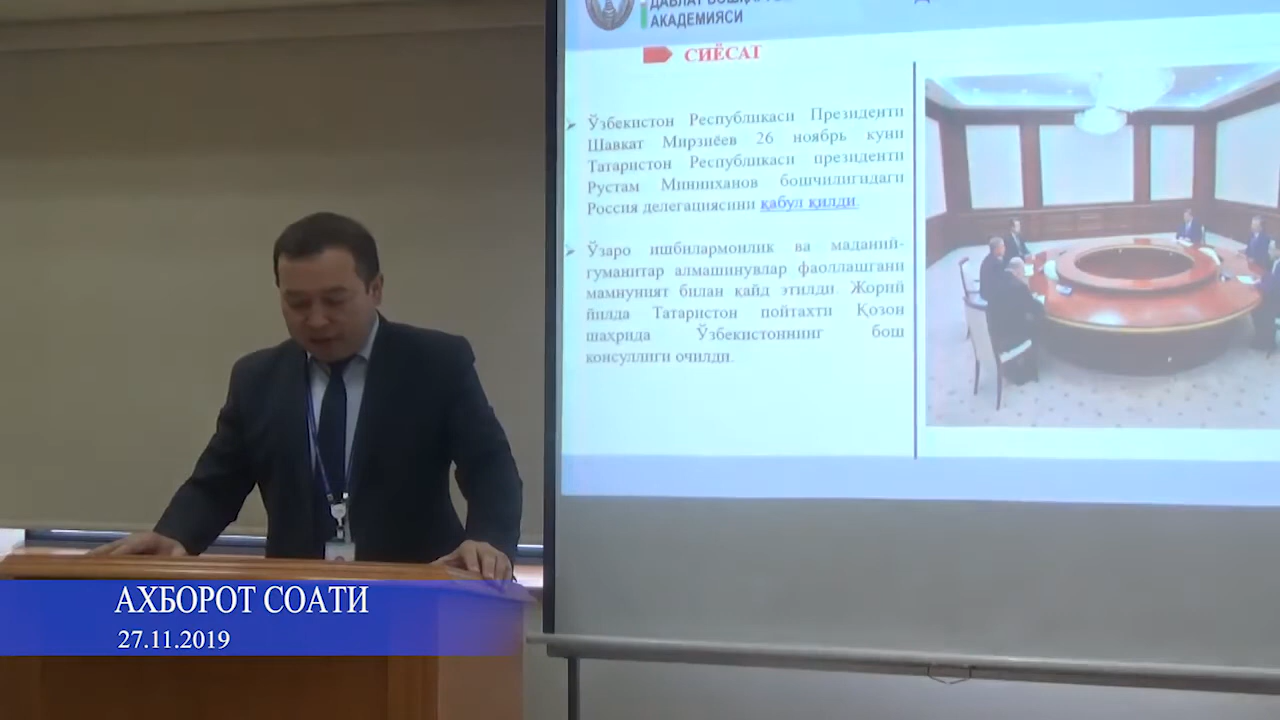 АКАДЕМИЯСИ
СИЁСАТ
Ўзбекистон Республикаси Президенти
Шавкат Мирзиёев 26 ноябрь куни
Татаристон Республикаси президенти
Рустам Минниханов бошчилигидаги
Россия делегациясини қабул қилди.
Ўзаро ишбилармонлик ва маданий-
гуманитар алмашинувлар фаоллашгани
мамнуният билан қайд этилди. Жорий
йилда Татаристон пойтахти Қозон
шаҳрида Ўзбекистоннинг бош
консуллиги очилди.
АХБОРОТ СОАТИ
27.11.2019